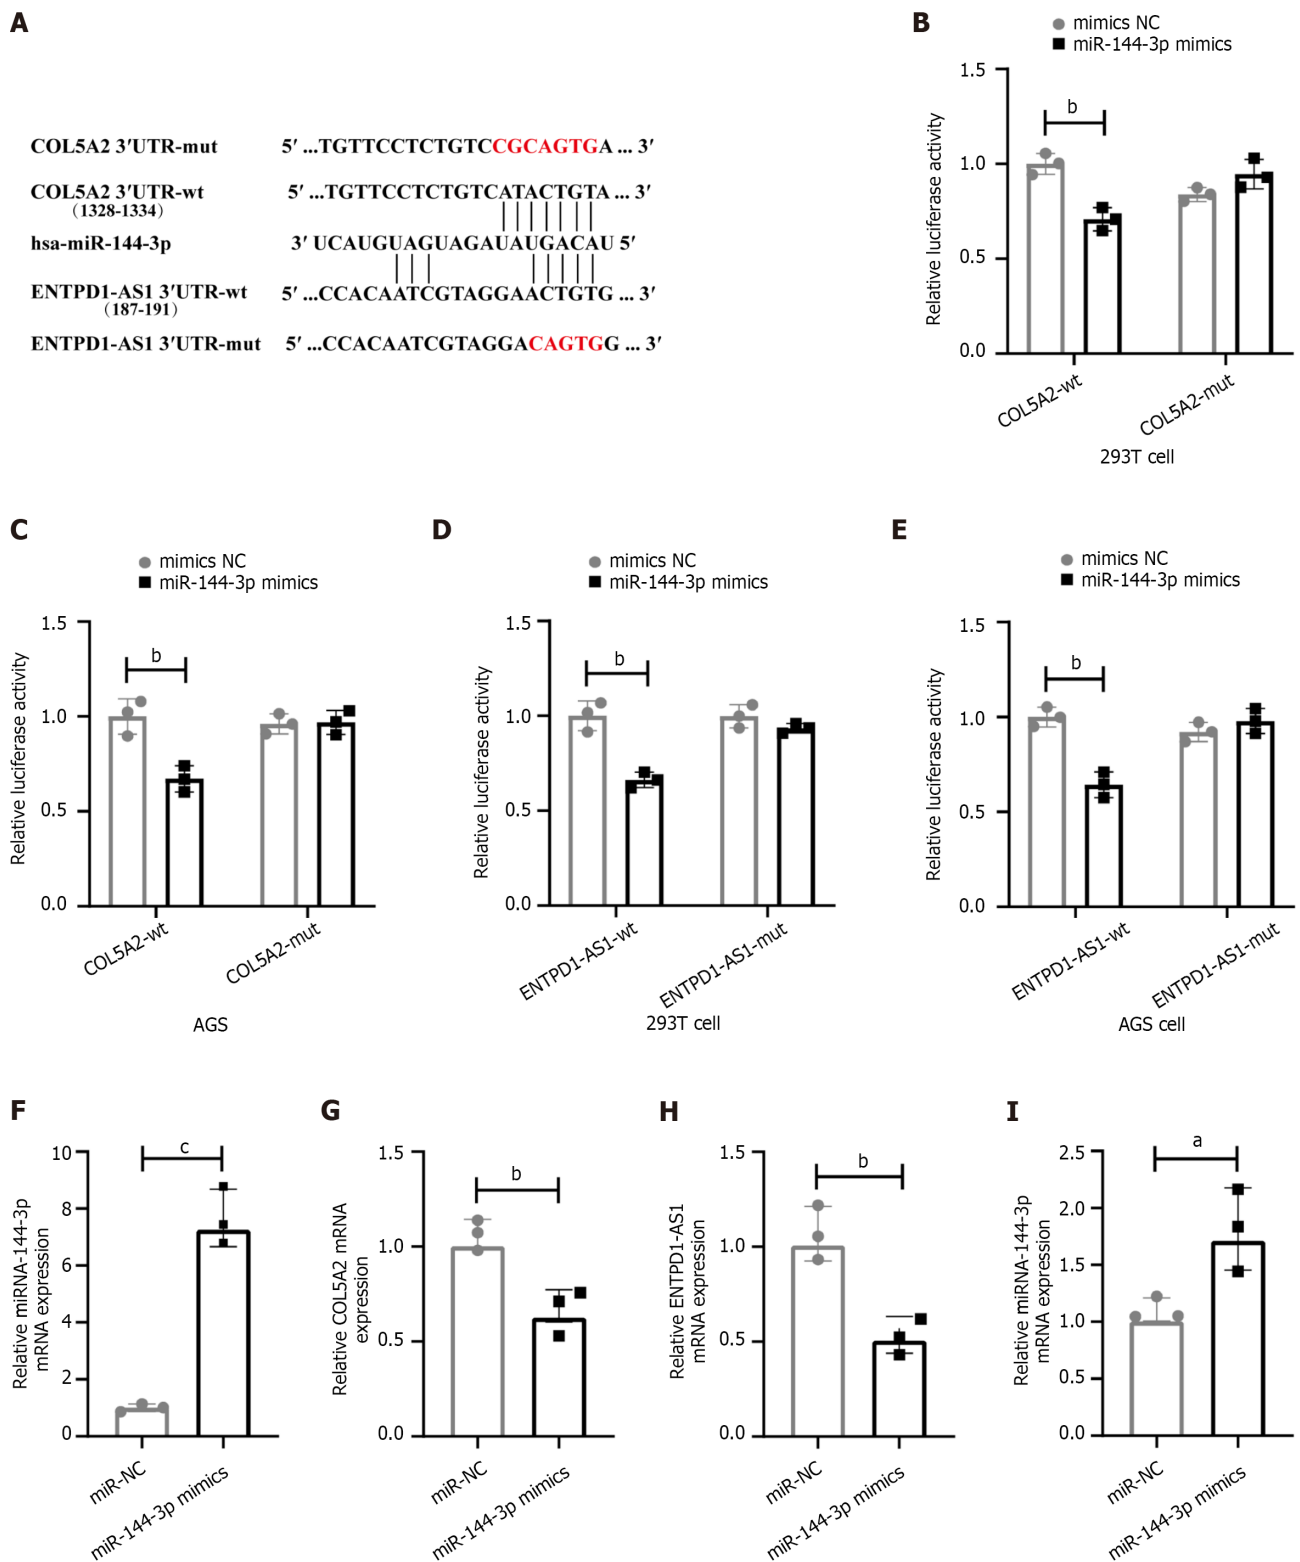 A
COL5A2 3′UTR-mut 5′ ...TGTTCCTCTGTCCGCAGTGA ... 3′
COL5A2 3′UTR-wt 5′ ...TGTTCCTCTGTCATACTGTA ... 3′
(1328-1334)
hsa-miR-144-3p 3′ UCAUGUAGUAGAUAUGACAU 5′
ENTPD1-AS1 3′UTR-wt 5′ ...CCACAATCGTAGGAACTGTG ... 3′
(187-191)
ENTPD1-AS1 3′UTR-mut 5′ ...CCACAATCGTAGGACAGTGG ... 3′
B
mimics NC
miR-144-3p mimics
Relative luciferase activity
1.5
1.0
0.5
0.0
b
COL5A2-wt
COL5A2-mut
293T cell
C
mimics NC
miR-144-3p mimics
Relative luciferase activity
1.5
1.0
0.5
0.0
b
COL5A2-wt
COL5A2-mut
AGS
D
mimics NC
miR-144-3p mimics
Relative luciferase activity
1.5
1.0
0.5
0.0
b
ENTPD1-AS1-wt
ENTPD1-AS1-mut
293T cell
E
mimics NC
miR-144-3p mimics
Relative luciferase activity
1.5
1.0
0.5
0.0
b
ENTPD1-AS1-wt
ENTPD1-AS1-mut
AGS cell
F
Relative miRNA-144-3p
mRNA expression
10
8
6
4
2
0
c
miR-NC
miR-144-3p mimics
G
Relative COL5A2 mRNA
expression
1.5
1.0
0.5
0.0
b
miR-NC
miR-144-3p mimics
H
Relative ENTPD1-AS1
mRNA expression
1.5
1.0
0.5
0.0
b
miR-NC
miR-144-3p mimics
I
Relative miRNA-144-3p
mRNA expression
2.5
2.0
1.5
1.0
0.5
0.0
a
miR-NC
miR-144-3p mimics